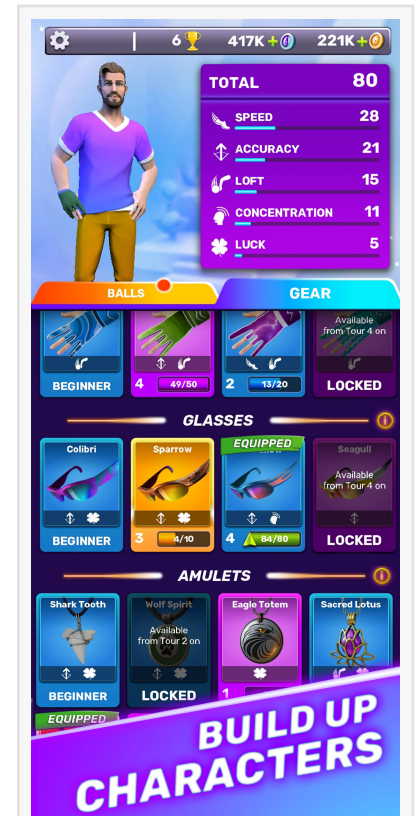 6 417K + 221K +
TOTAL 80
SPEED 28
ACCURACY 21
LOFT 15
CONCENTRATION 11
LUCK 5
BALLS GEAR
Available
from Tour 4 on
BEGINNER 4 49/50 2 13/20 LOCKED
GLASSES
i
Colibri Sparrow EQUIPPED Seagull
Available
from Tour 4 on
BEGINNER 3 4/10 4 84/80 LOCKED
AMULETS
i
Shark Tooth Wolf Spirit Eagle Totem Sacred Lotus
Available
from Tour 2 on
BEGINNER LOCKED 1
EQUIPPED
BUILD UP
CHARACTERS